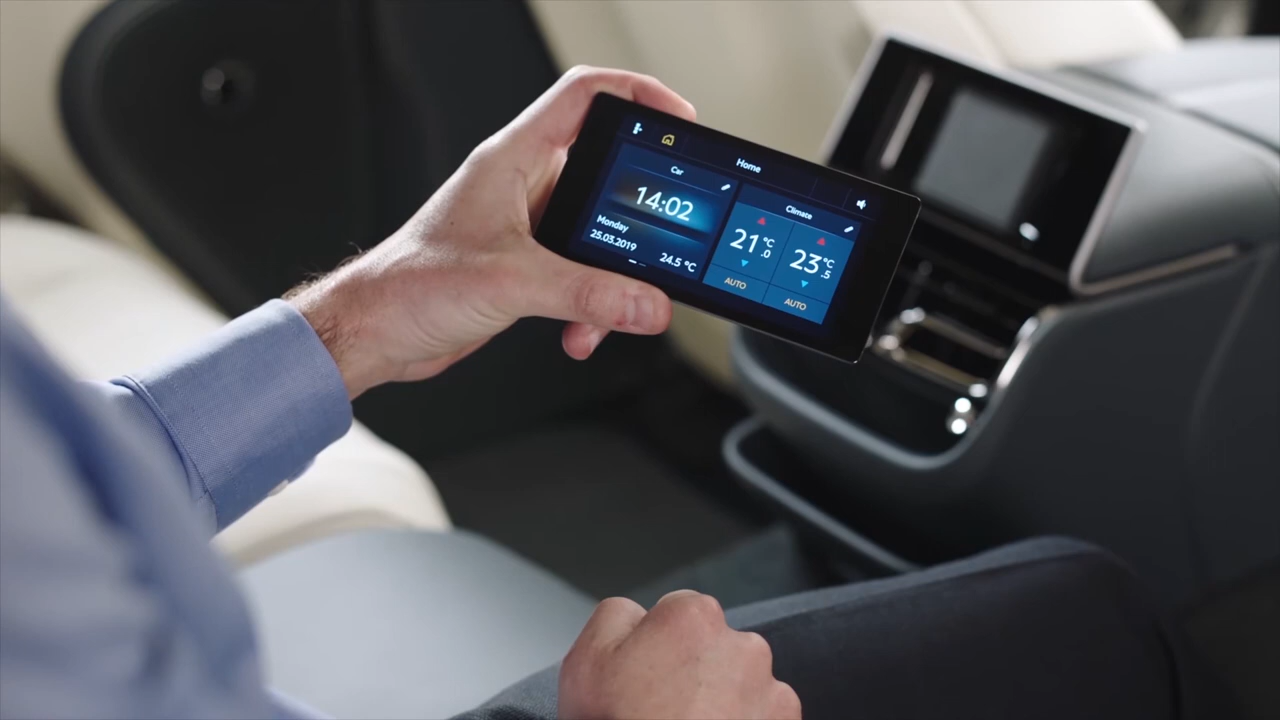 Home
Car
14:02
Monday
25.03.2019
24.5 °C
Climate
21.0 °C
23.5 °C
AUTO
AUTO